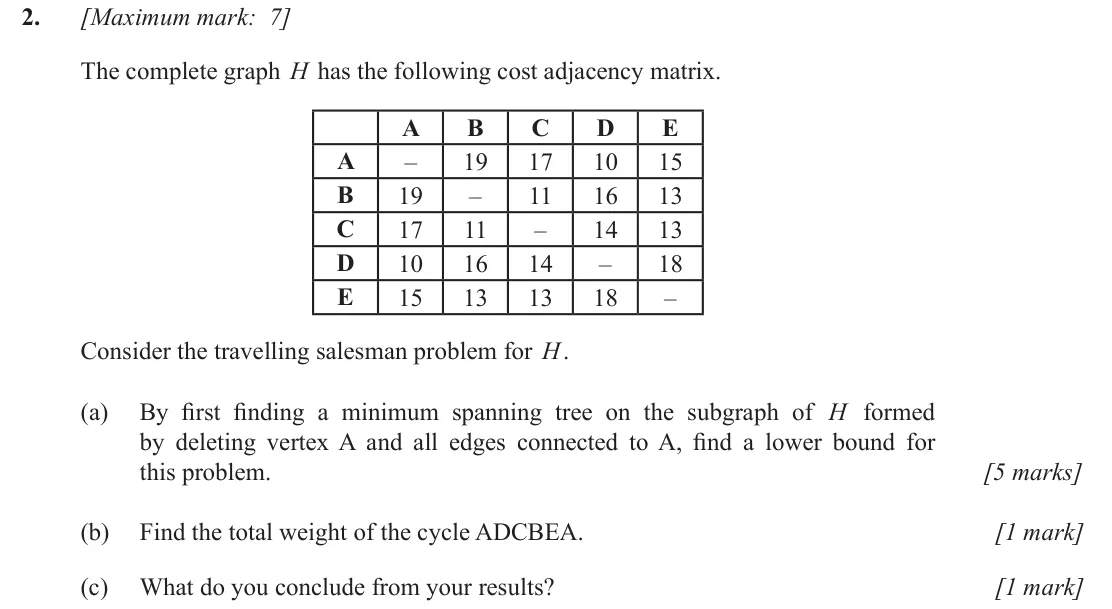 2. [Maximum mark: 7]
The complete graph H has the following cost adjacency matrix.
A B C D E
A – 19 17 10 15
B 19 – 11 16 13
C 17 11 – 14 13
D 10 16 14 – 18
E 15 13 13 18 –
Consider the travelling salesman problem for H.
(a) By first finding a minimum spanning tree on the subgraph of H formed
by deleting vertex A and all edges connected to A, find a lower bound for
this problem. [5 marks]
(b) Find the total weight of the cycle ADCBEA. [1 mark]
(c) What do you conclude from your results? [1 mark]